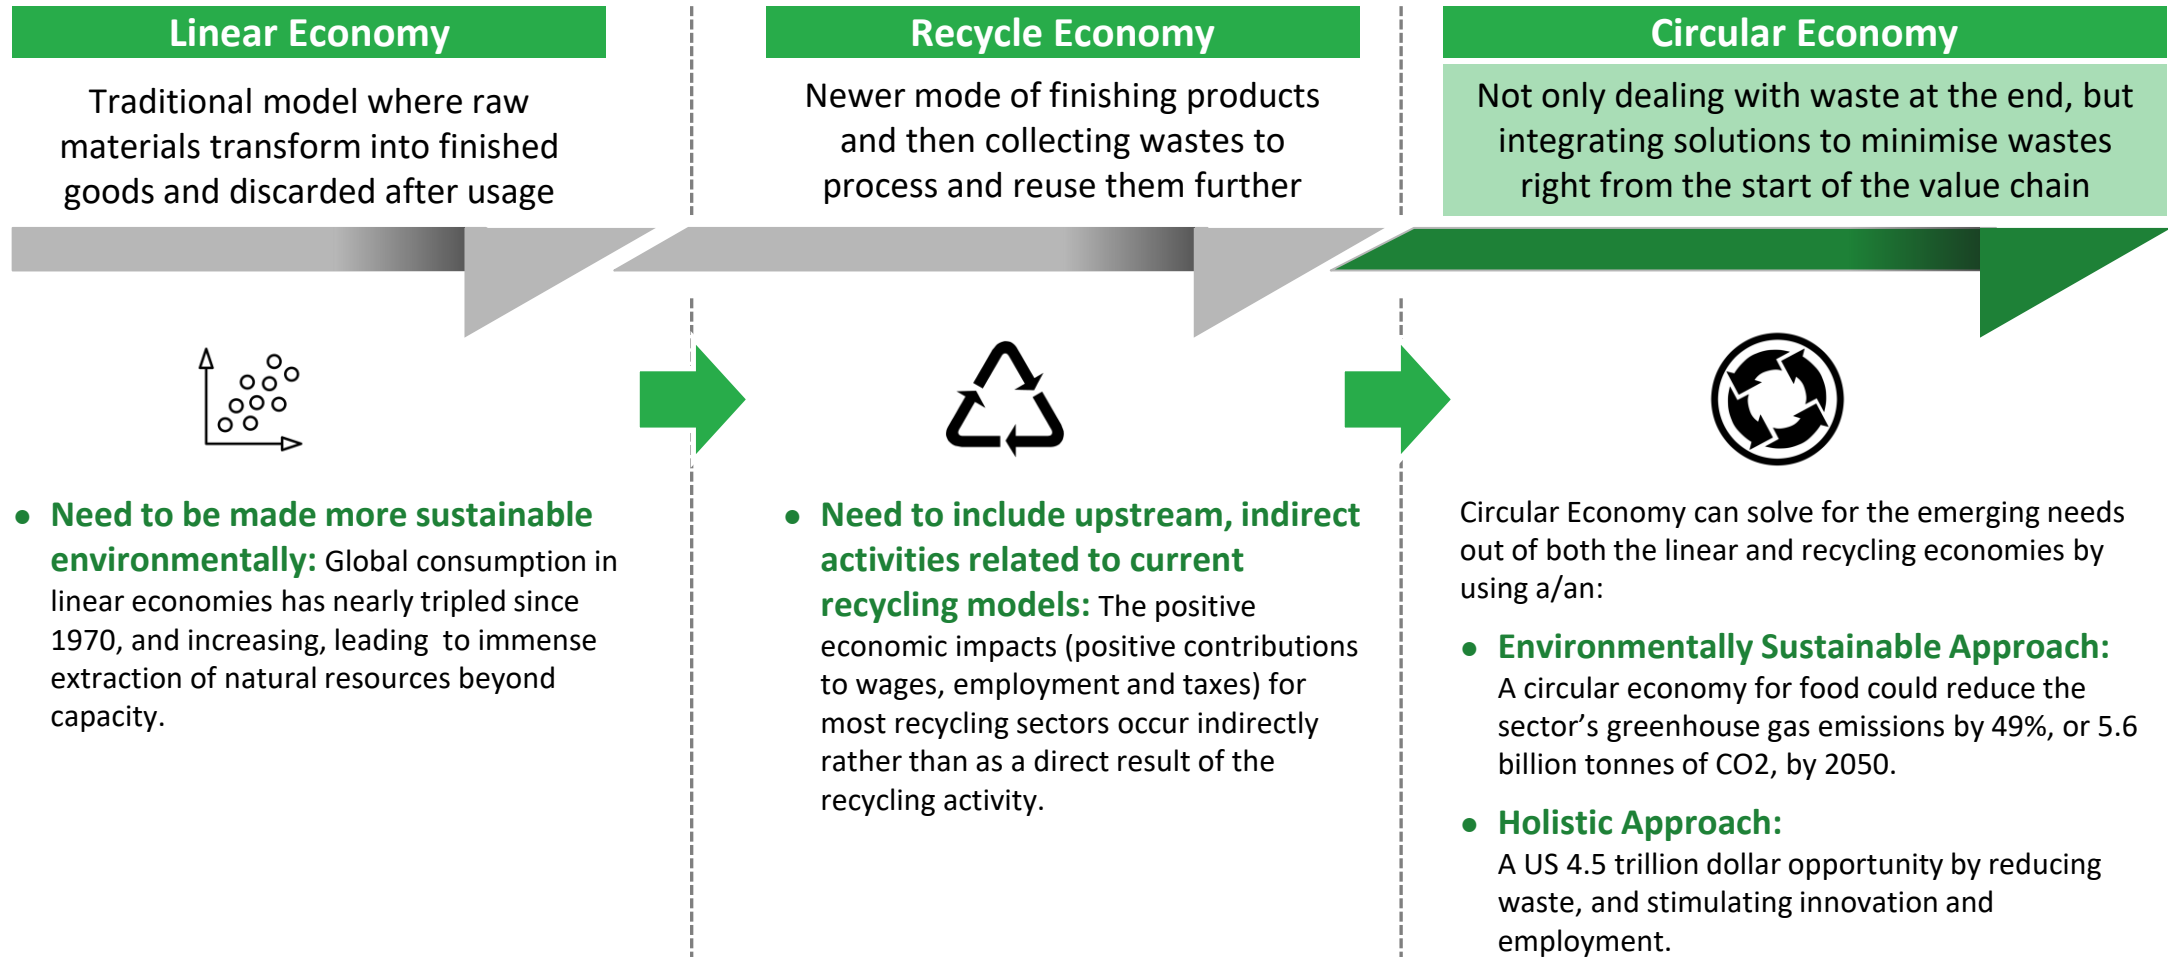 Linear Economy
Traditional model where raw
materials transform into finished
goods and discarded after usage
● Need to be made more sustainable
environmentally: Global consumption in
linear economies has nearly tripled since
1970, and increasing, leading  to immense
extraction of natural resources beyond
capacity.
Recycle Economy
Newer mode of finishing products
and then collecting wastes to
process and reuse them further
● Need to include upstream, indirect
activities related to current
recycling models: The positive
economic impacts (positive contributions
to wages, employment and taxes) for
most recycling sectors occur indirectly
rather than as a direct result of the
recycling activity.
Circular Economy
Not only dealing with waste at the end, but
integrating solutions to minimise wastes
right from the start of the value chain
Circular Economy can solve for the emerging needs
out of both the linear and recycling economies by
using a/an:
● Environmentally Sustainable Approach:
A circular economy for food could reduce the
sector’s greenhouse gas emissions by 49%, or 5.6
billion tonnes of CO2, by 2050.
● Holistic Approach:
A US 4.5 trillion dollar opportunity by reducing
waste, and stimulating innovation and
employment.